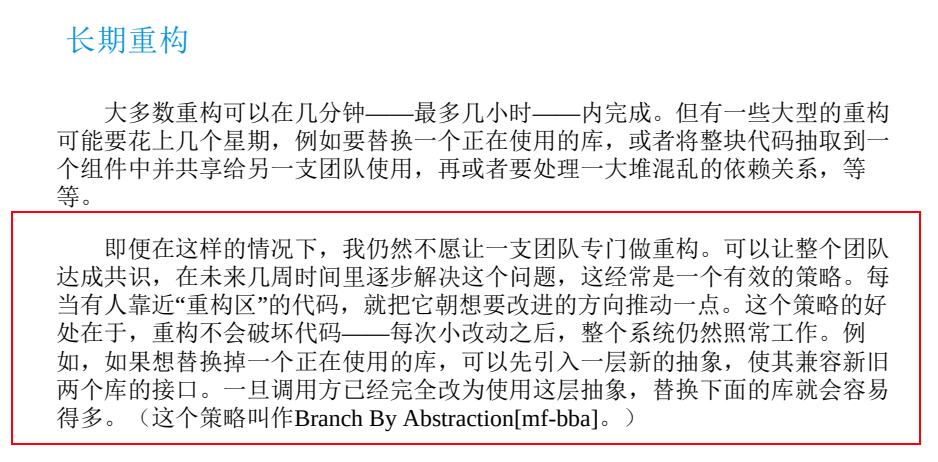 长期重构
大多数重构可以在几分钟——最多几小时——内完成。但有一些大型的重构
可能要花上几个星期，例如要替换一个正在使用的库，或者将整块代码抽取到一
个组件中并共享给另一支团队使用，再或者要处理一大堆混乱的依赖关系，等
等。
即便在这样的情况下，我仍然不愿让一支团队专门做重构。可以让整个团队
达成共识，在未来几周时间里逐步解决这个问题，这经常是一个有效的策略。每
当有人靠近“重构区”的代码，就把它朝想要改进的方向推动一点。这个策略的好
处在于，重构不会破坏代码——每次小改动之后，整个系统仍然照常工作。例
如，如果想替换掉一个正在使用的库，可以先引入一层新的抽象，使其兼容新旧
两个库的接口。一旦调用方已经完全改为使用这层抽象，替换下面的库就会容易
得多。（这个策略叫作Branch By Abstraction[mf-bba]。）